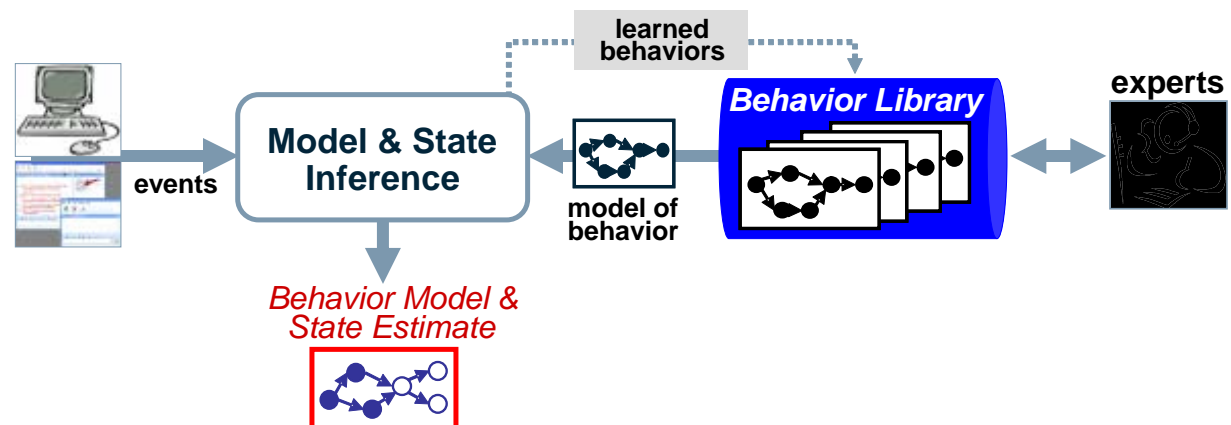 learned
behaviors
Behavior Library
experts
Model & State
Inference
events
model of
behavior
Behavior Model &
State Estimate